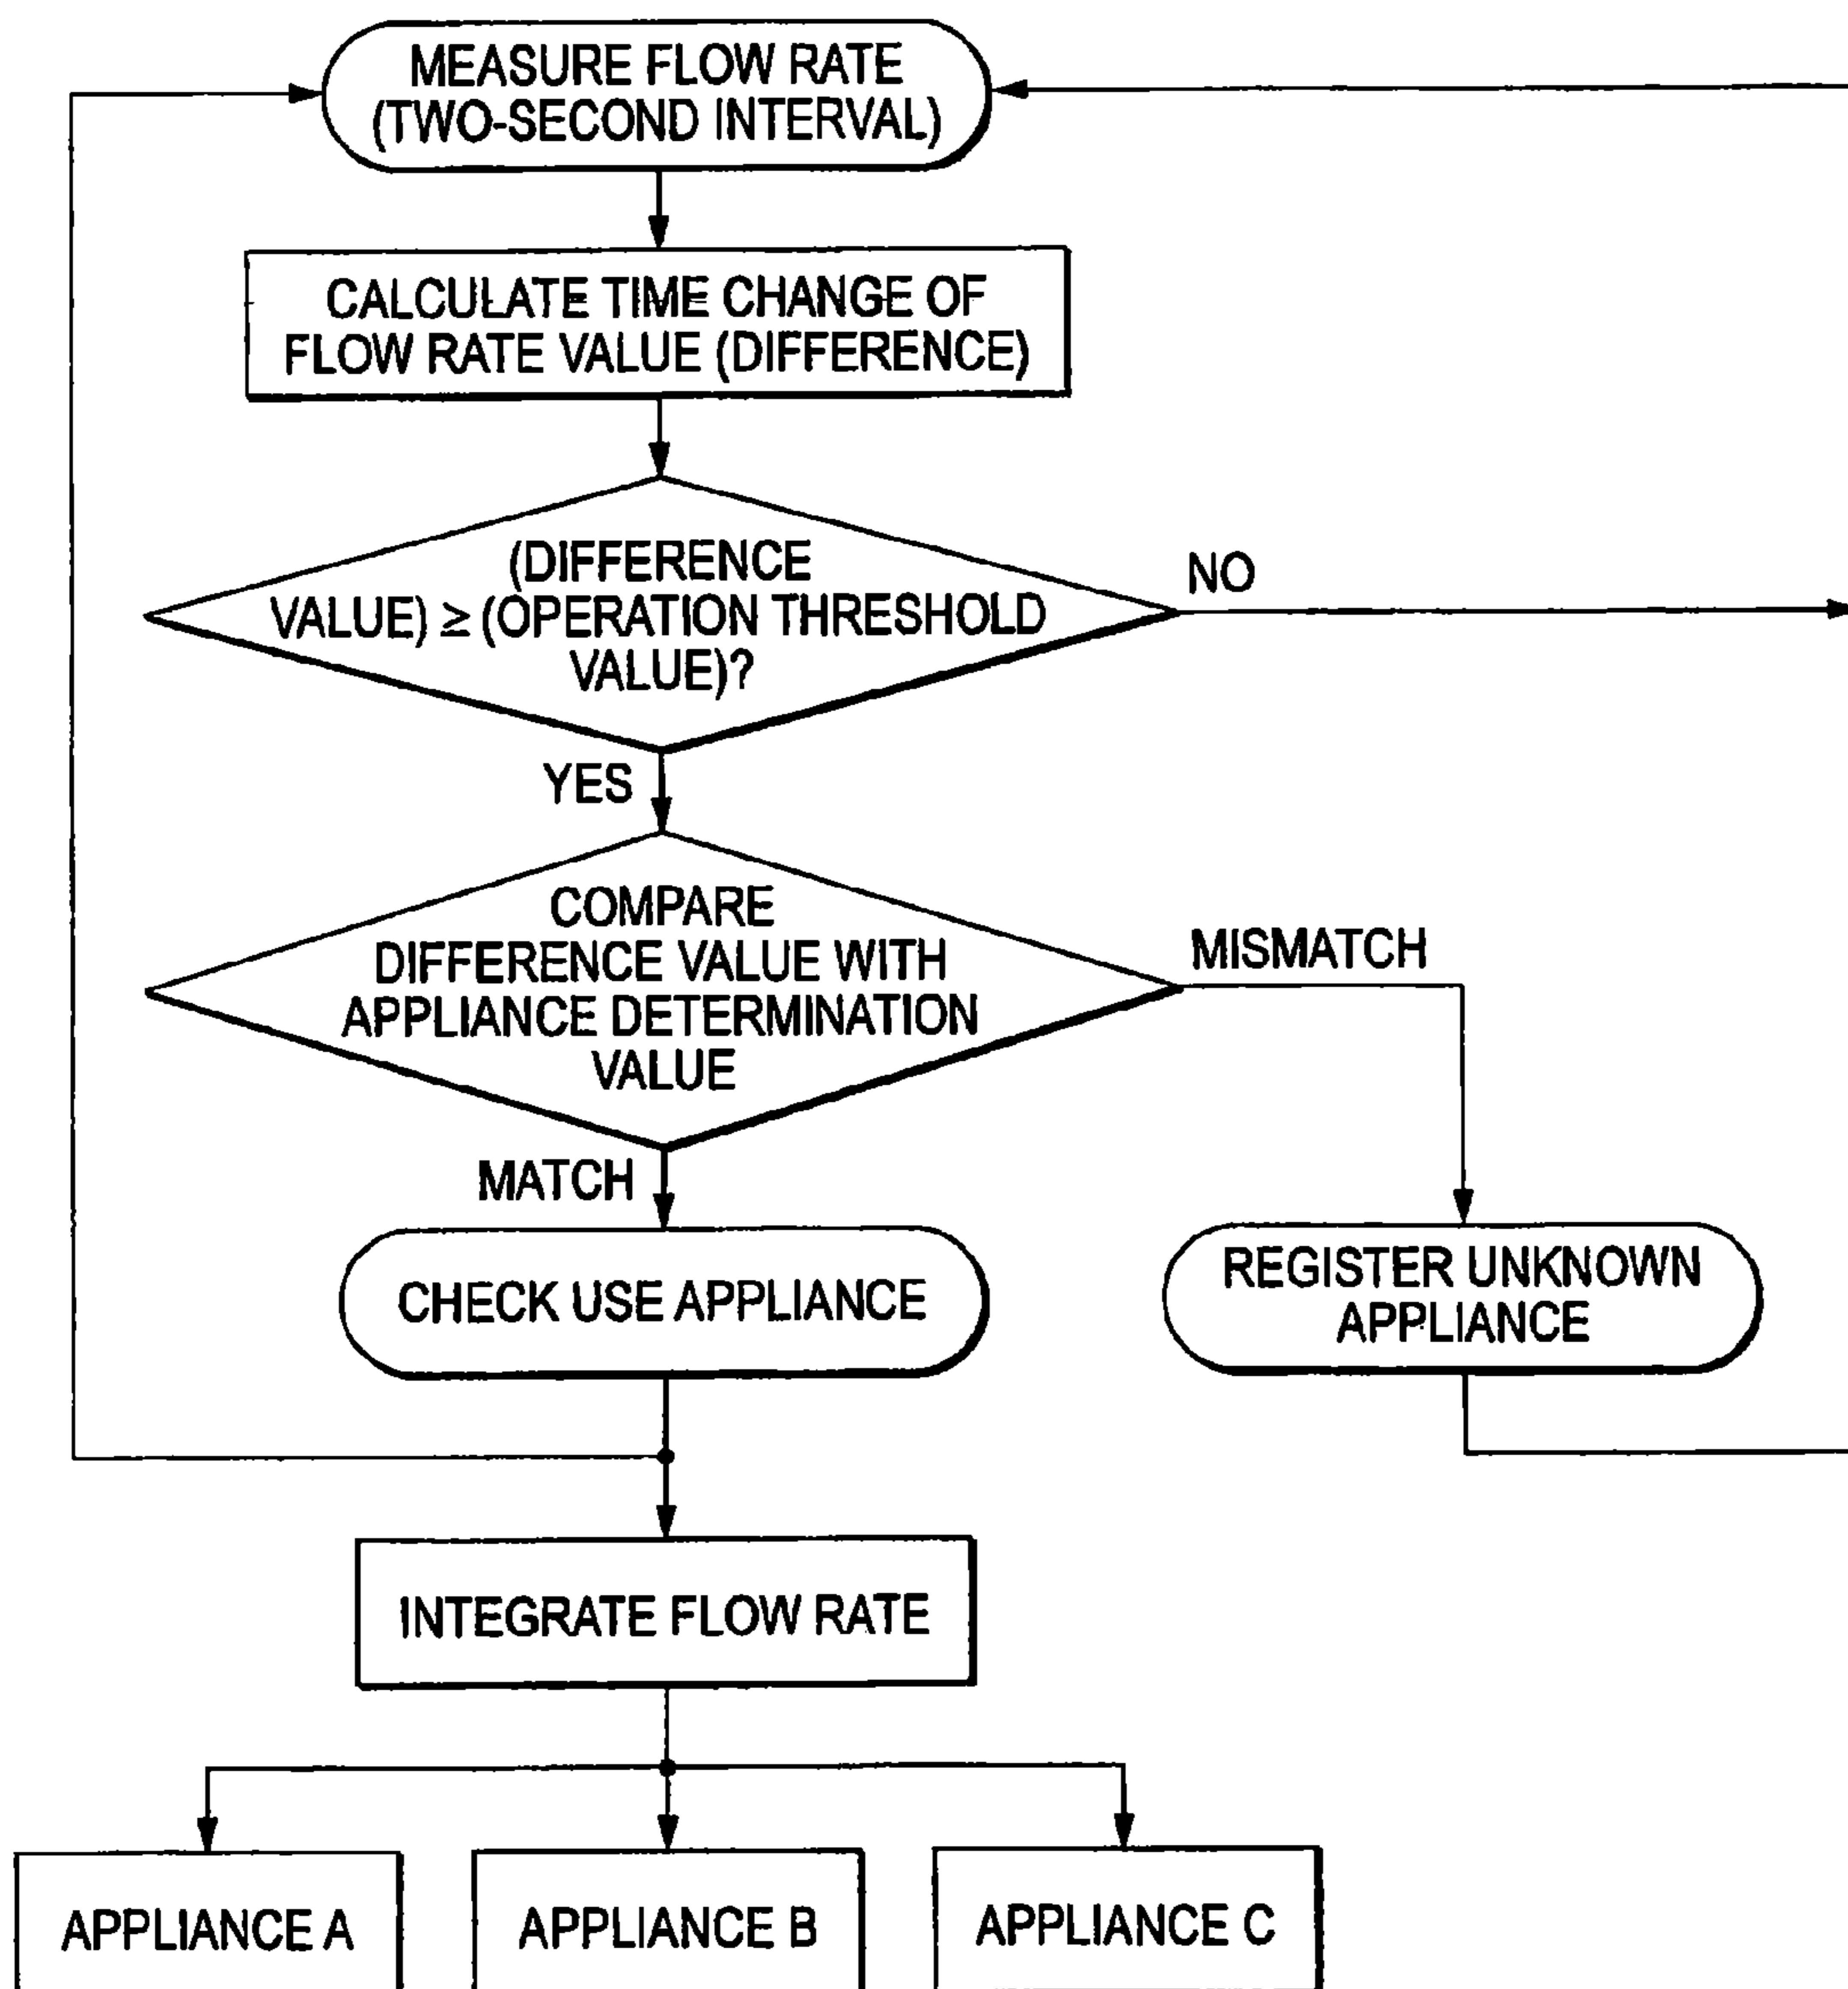 MEASURE FLOW RATE
(TWO-SECOND INTERVAL)
CALCULATE TIME CHANGE OF
FLOW RATE VALUE (DIFFERENCE)
(DIFFERENCE
VALUE) ≥ (OPERATION THRESHOLD
VALUE)?
NO
YES
COMPARE
DIFFERENCE VALUE WITH
APPLIANCE DETERMINATION
VALUE
MISMATCH
MATCH
CHECK USE APPLIANCE
REGISTER UNKNOWN
APPLIANCE
INTEGRATE FLOW RATE
APPLIANCE A
APPLIANCE B
APPLIANCE C